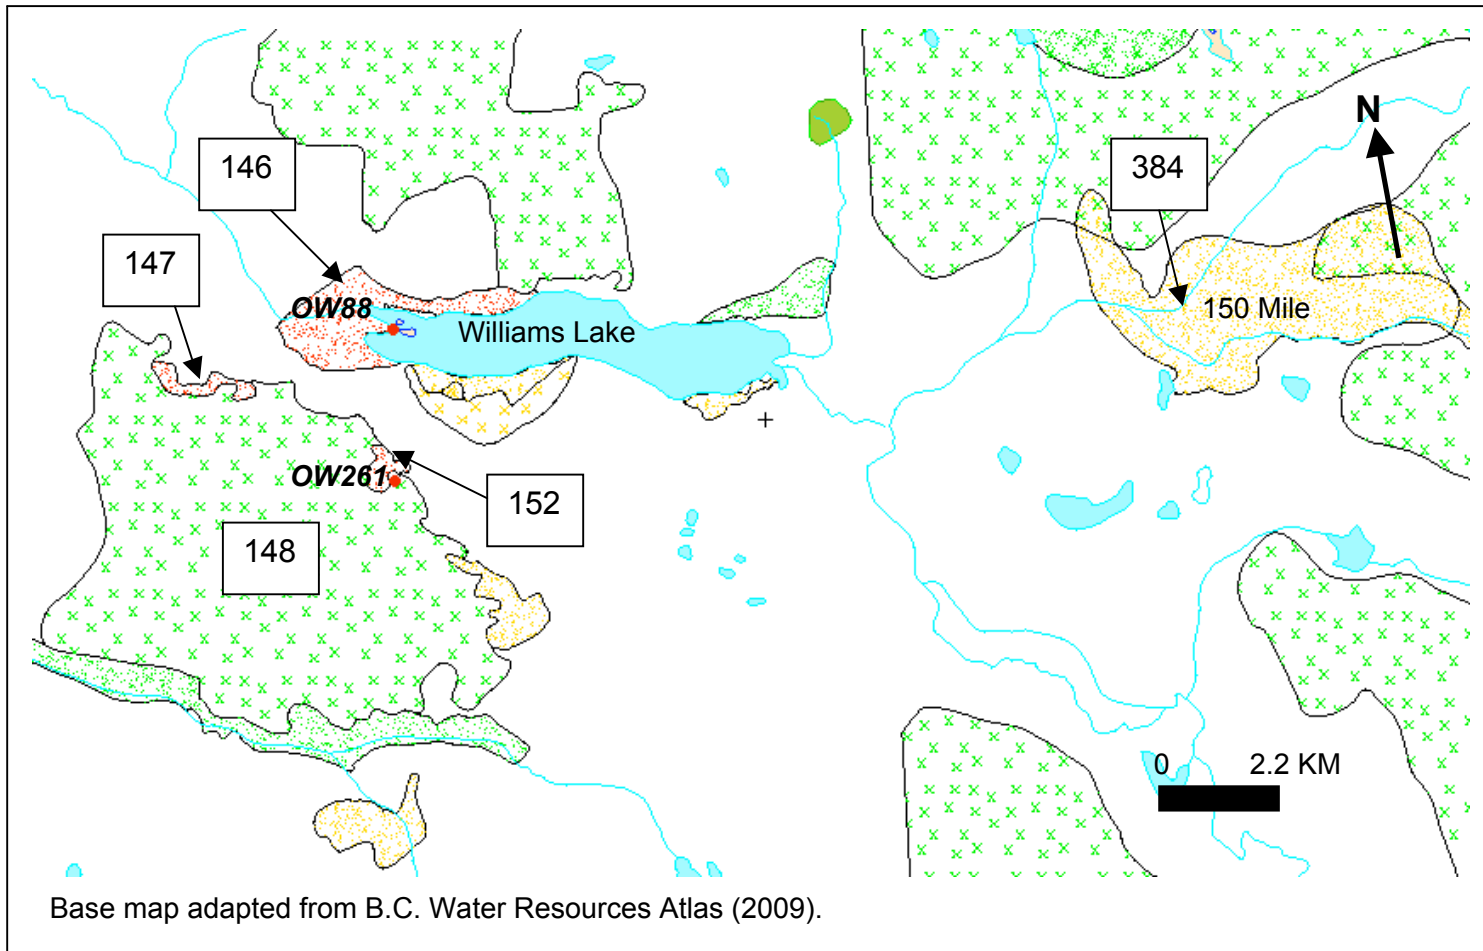 N
146
384
147
OW88
Williams Lake
150 Mile
OW261
152
148
0 2.2 KM
Base map adapted from B.C. Water Resources Atlas (2009).